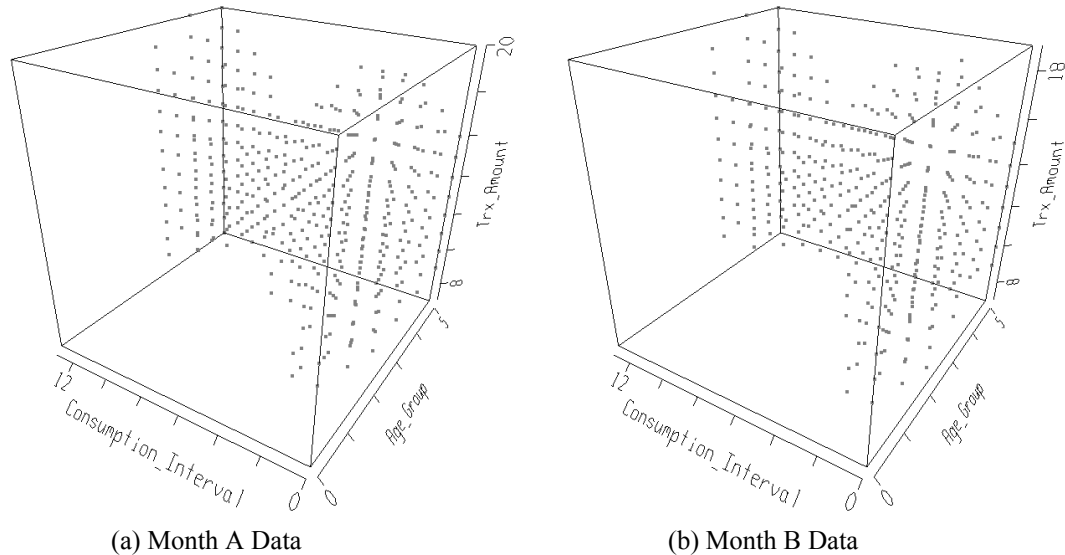 20
Trx_Amount
8
5
Age_Group
0
12
Consumption_Interval
0
(a) Month A Data
18
Trx_Amount
8
5
Age_Group
0
12
Consumption_Interval
0
(b) Month B Data